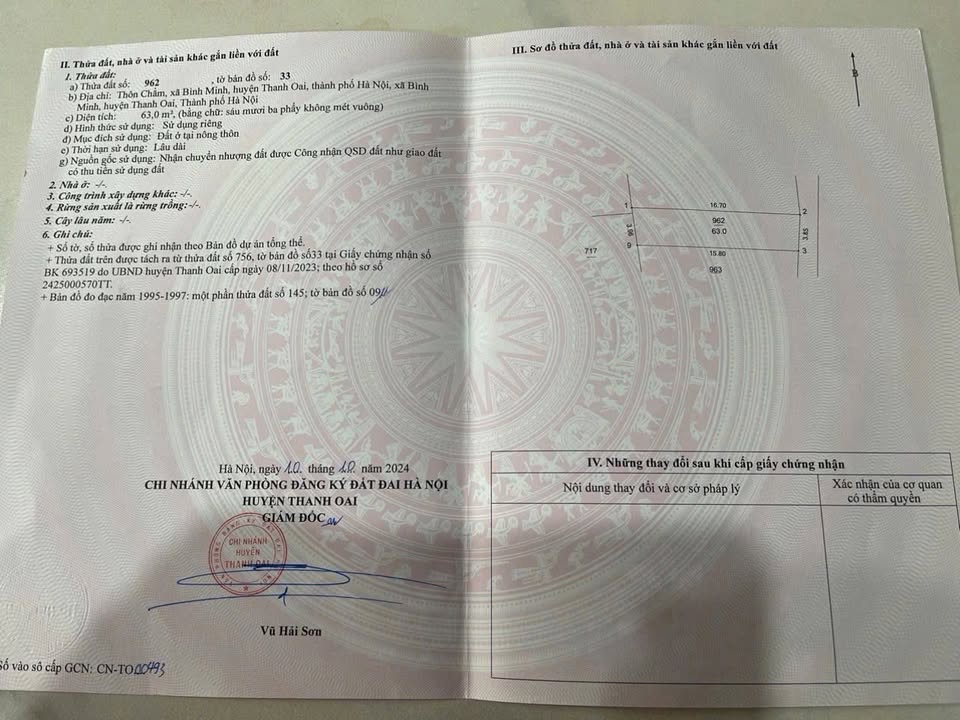 II. Thửa đất, nhà ở và tài sản khác gắn liền với đất
1. Thửa đất:
a) Thửa đất số: 962 , tờ bản đồ số: 33
b) Địa chỉ: Thôn Chằm, xã Bình Minh, huyện Thanh Oai, thành phố Hà Nội, xã Bình
Minh, huyện Thanh Oai, Thành phố Hà Nội
c) Diện tích: 63,0 m², (bằng chữ: sáu mươi ba phẩy không mét vuông)
d) Hình thức sử dụng: Sử dụng riêng
đ) Mục đích sử dụng: Đất ở tại nông thôn
e) Thời hạn sử dụng: Lâu dài
g) Nguồn gốc sử dụng: Nhận chuyển nhượng đất được Công nhận QSD đất như giao đất
có thu tiền sử dụng đất
2. Nhà ở: -/-.
3. Công trình xây dựng khác: -/-.
4. Rừng sản xuất là rừng trồng: -/-.
5. Cây lâu năm: -/-.
6. Ghi chú:
+ Số tờ, số thửa được ghi nhận theo Bản đồ dự án tổng thể.
+ Thửa đất trên được tách ra từ thửa đất số 756, tờ bản đồ số33 tại Giấy chứng nhận số
BK 693519 do UBND huyện Thanh Oai cấp ngày 08/11/2023; theo hồ sơ số
2425000570TT.
+ Bản đồ đo đạc năm 1995-1997: một phần thửa đất số 145; tờ bản đồ số 09
Hà Nội, ngày 10. tháng 10. năm 2024
CHI NHÁNH VĂN PHÒNG ĐĂNG KÝ ĐẤT ĐAI HÀ NỘI
HUYỆN THANH OAI
GIÁM ĐỐC
CHI NHÁNH
HUYỆN
THANH OAI
Vũ Hải Sơn
Số vào sổ cấp GCN: CN-TO00493
III. Sơ đồ thửa đất, nhà ở và tài sản khác gắn liền với đất
B
1
16.70
2
962
63.0
3.96
3.85
717
9
15.80
3
963
IV. Những thay đổi sau khi cấp giấy chứng nhận
Nội dung thay đổi và cơ sở pháp lý
Xác nhận của cơ quan
có thẩm quyền